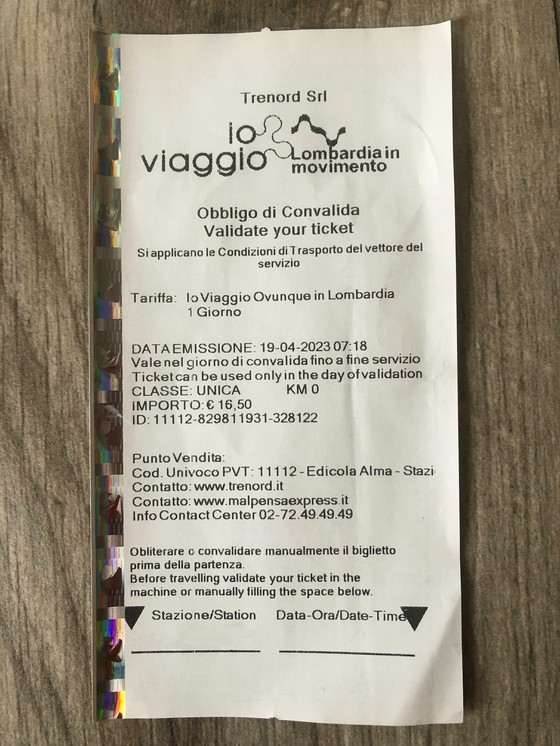 Trenord Srl
io
viaggio
Lombardia in
movimento
Obbligo di Convalida
Validate your ticket
Si applicano le Condizioni di Trasporto del vettore del
servizio
Tariffa: Io Viaggio Ovunque in Lombardia
1 Giorno
DATA EMISSIONE: 19-04-2023 07:18
Vale nel giorno di convalida fino a fine servizio
Ticket can be used only in the day of validation
CLASSE: UNICA KM 0
IMPORTO: € 16,50
ID: 11112-829811931-328122
Punto Vendita:
Cod. Univoco PVT: 11112 - Edicola Alma - Stazi
Contatto: www.trenord.it
Contatto: www.malpensaexpress.it
Info Contact Center 02-72.49.49.49
Obliterare o convalidare manualmente il biglietto
prima della partenza.
Before travelling validate your ticket in the
machine or manually filling the space below.
Stazione/Station Data-Ora/Date-Time